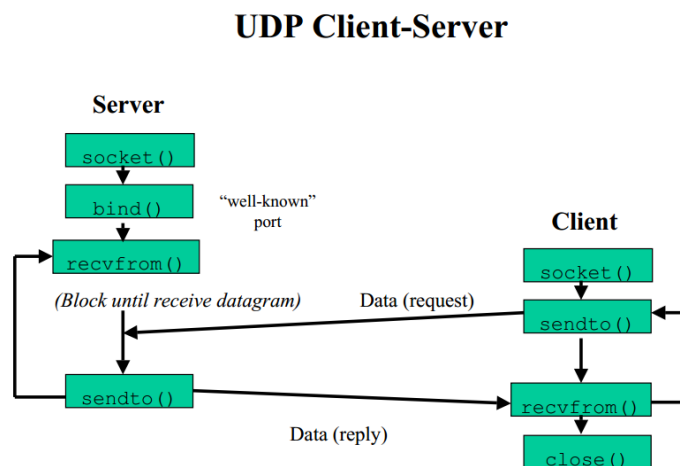 UDP Client-Server
Server
socket()
bind()
“well-known”
port
recvfrom()
(Block until receive datagram)
sendto()
Client
socket()
Data (request)
sendto()
recvfrom()
Data (reply)
close()